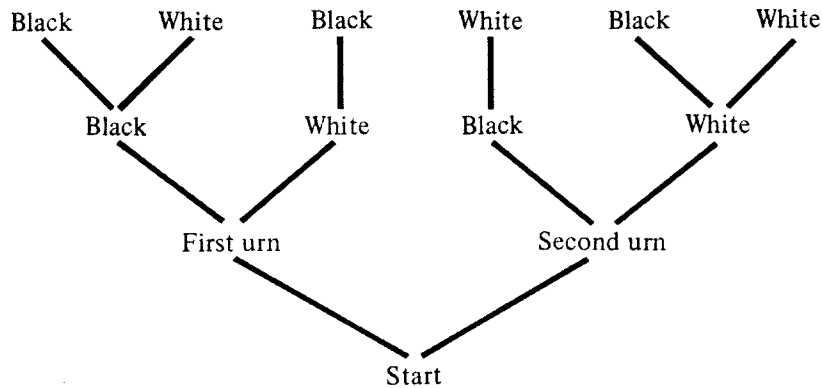 Black White Black White Black White
Black White Black White
First urn Second urn
Start